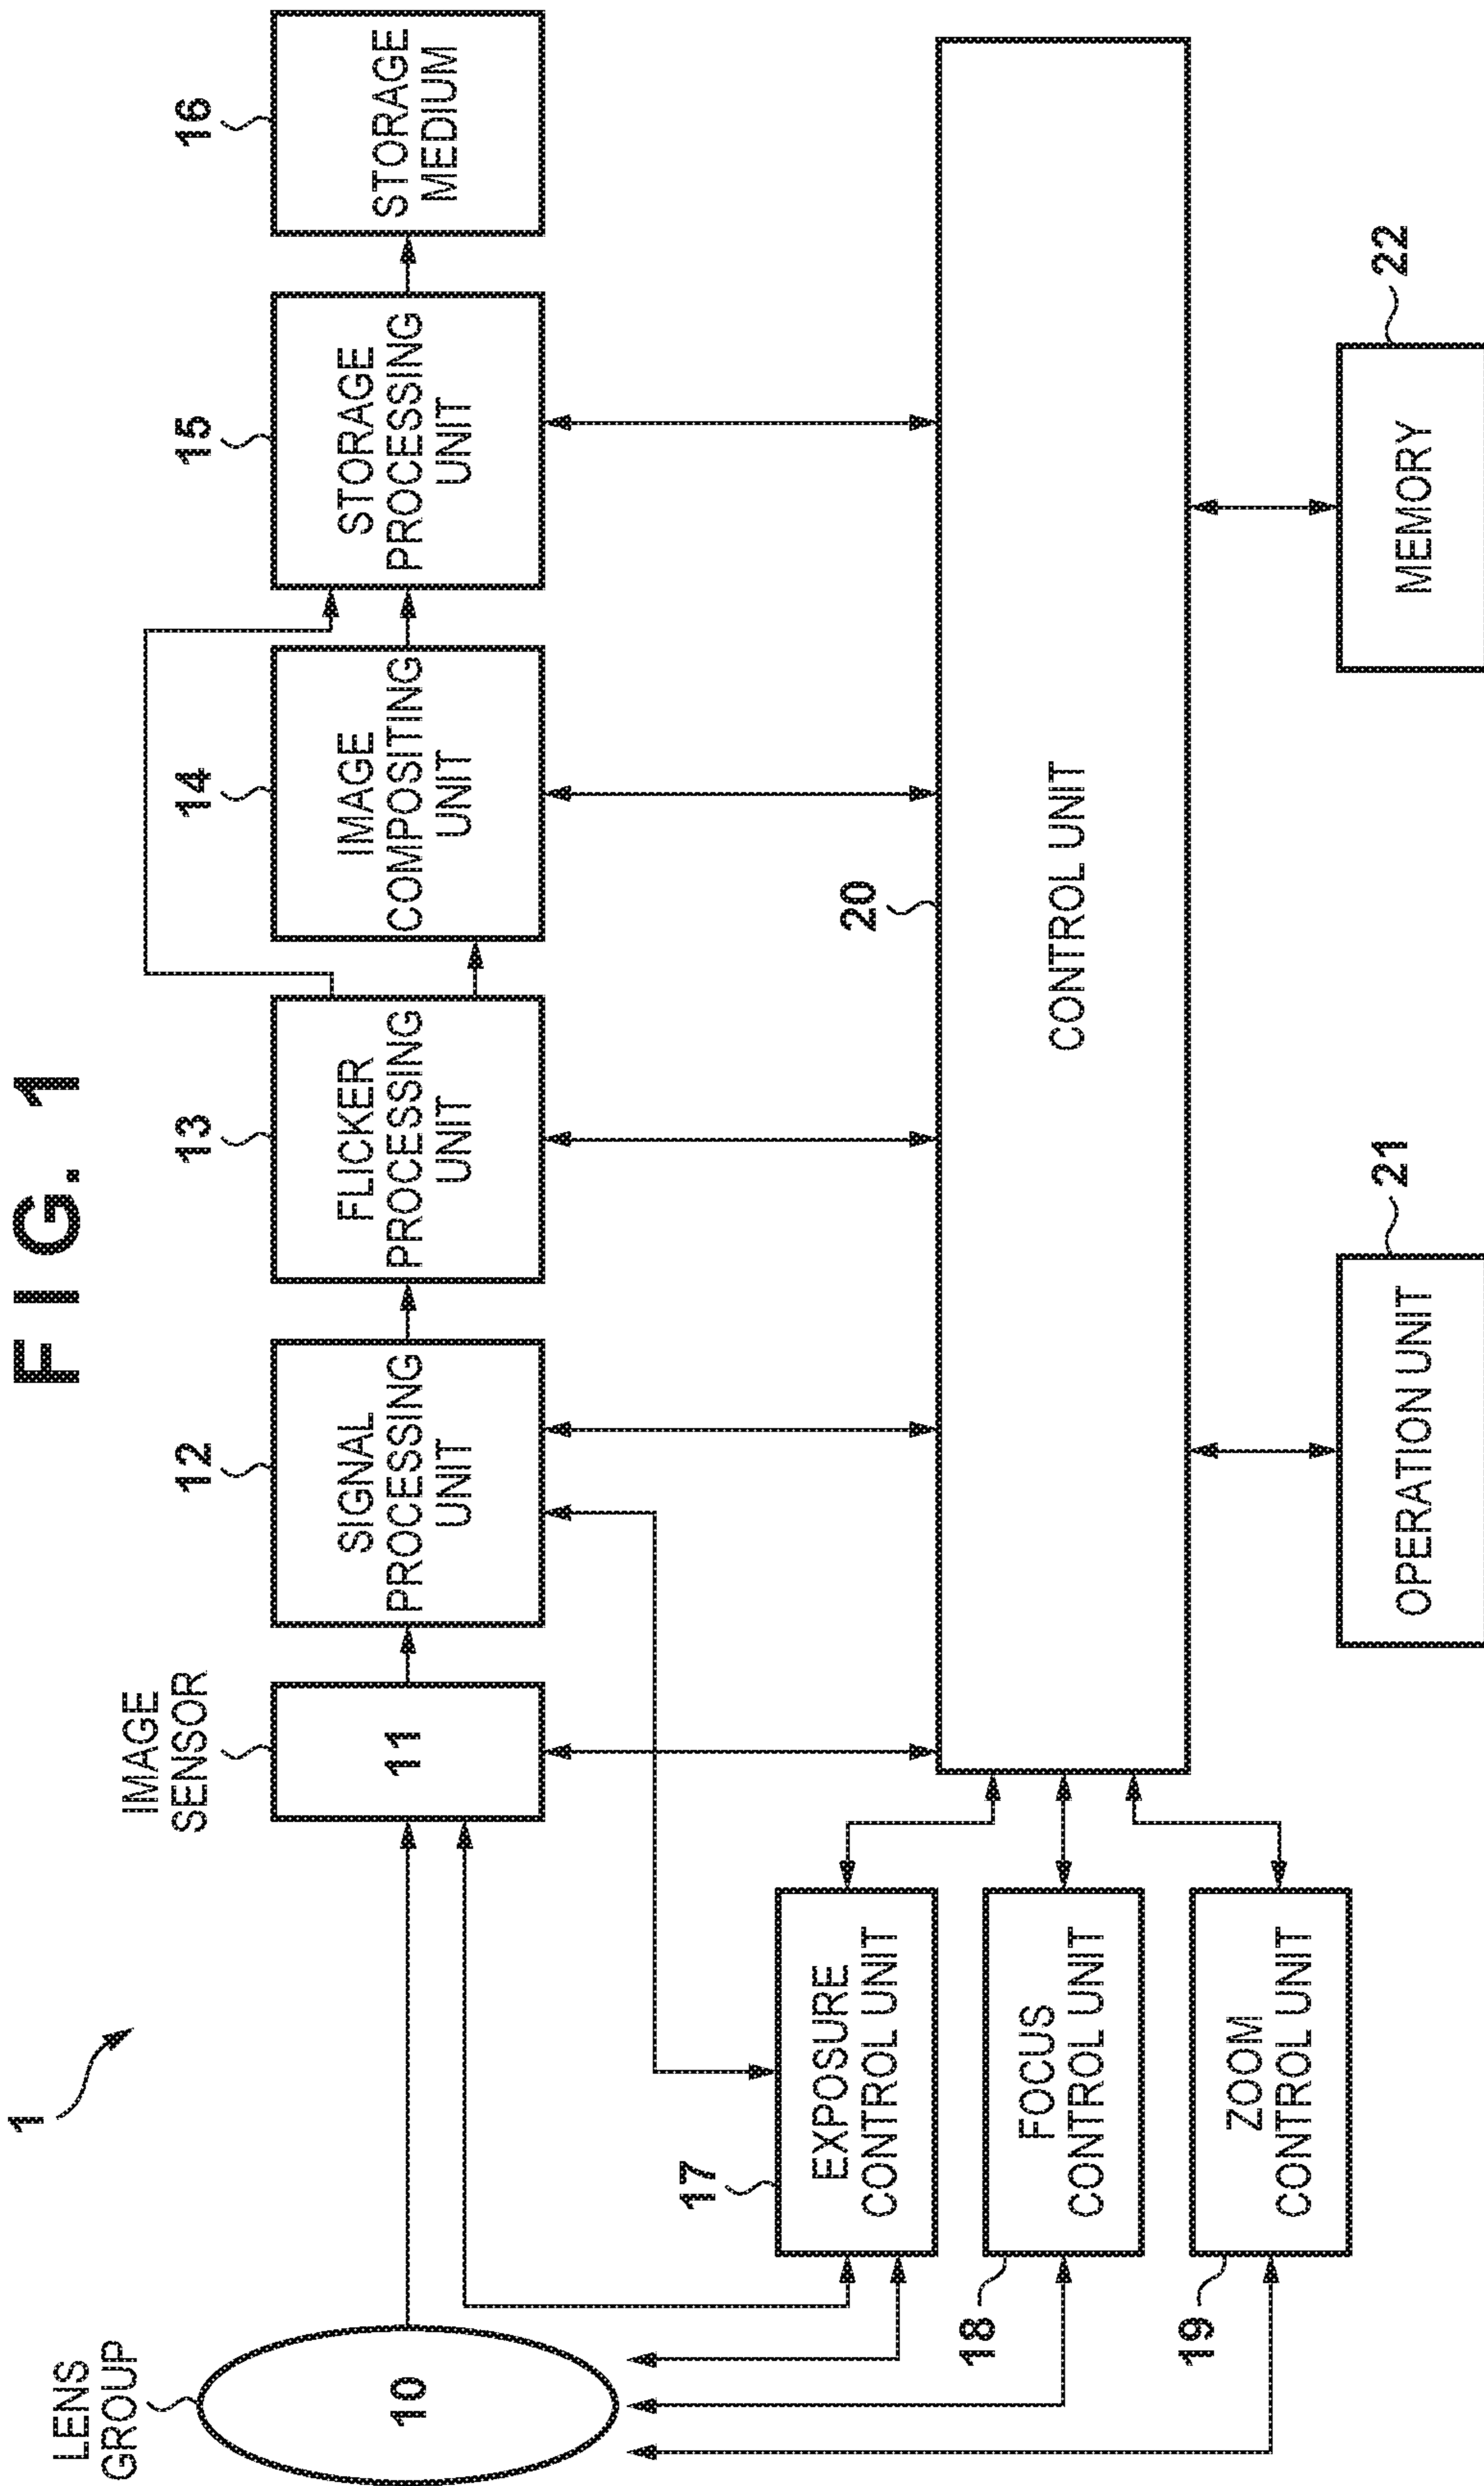 FIG. 1
1
LENS
GROUP
10
IMAGE
SENSOR
11
12
SIGNAL
PROCESSING
UNIT
13
FLICKER
PROCESSING
UNIT
14
IMAGE
COMPOSITING
UNIT
15
STORAGE
PROCESSING
UNIT
16
STORAGE
MEDIUM
17
EXPOSURE
CONTROL UNIT
18
FOCUS
CONTROL UNIT
19
ZOOM
CONTROL UNIT
20
CONTROL UNIT
21
OPERATION UNIT
22
MEMORY